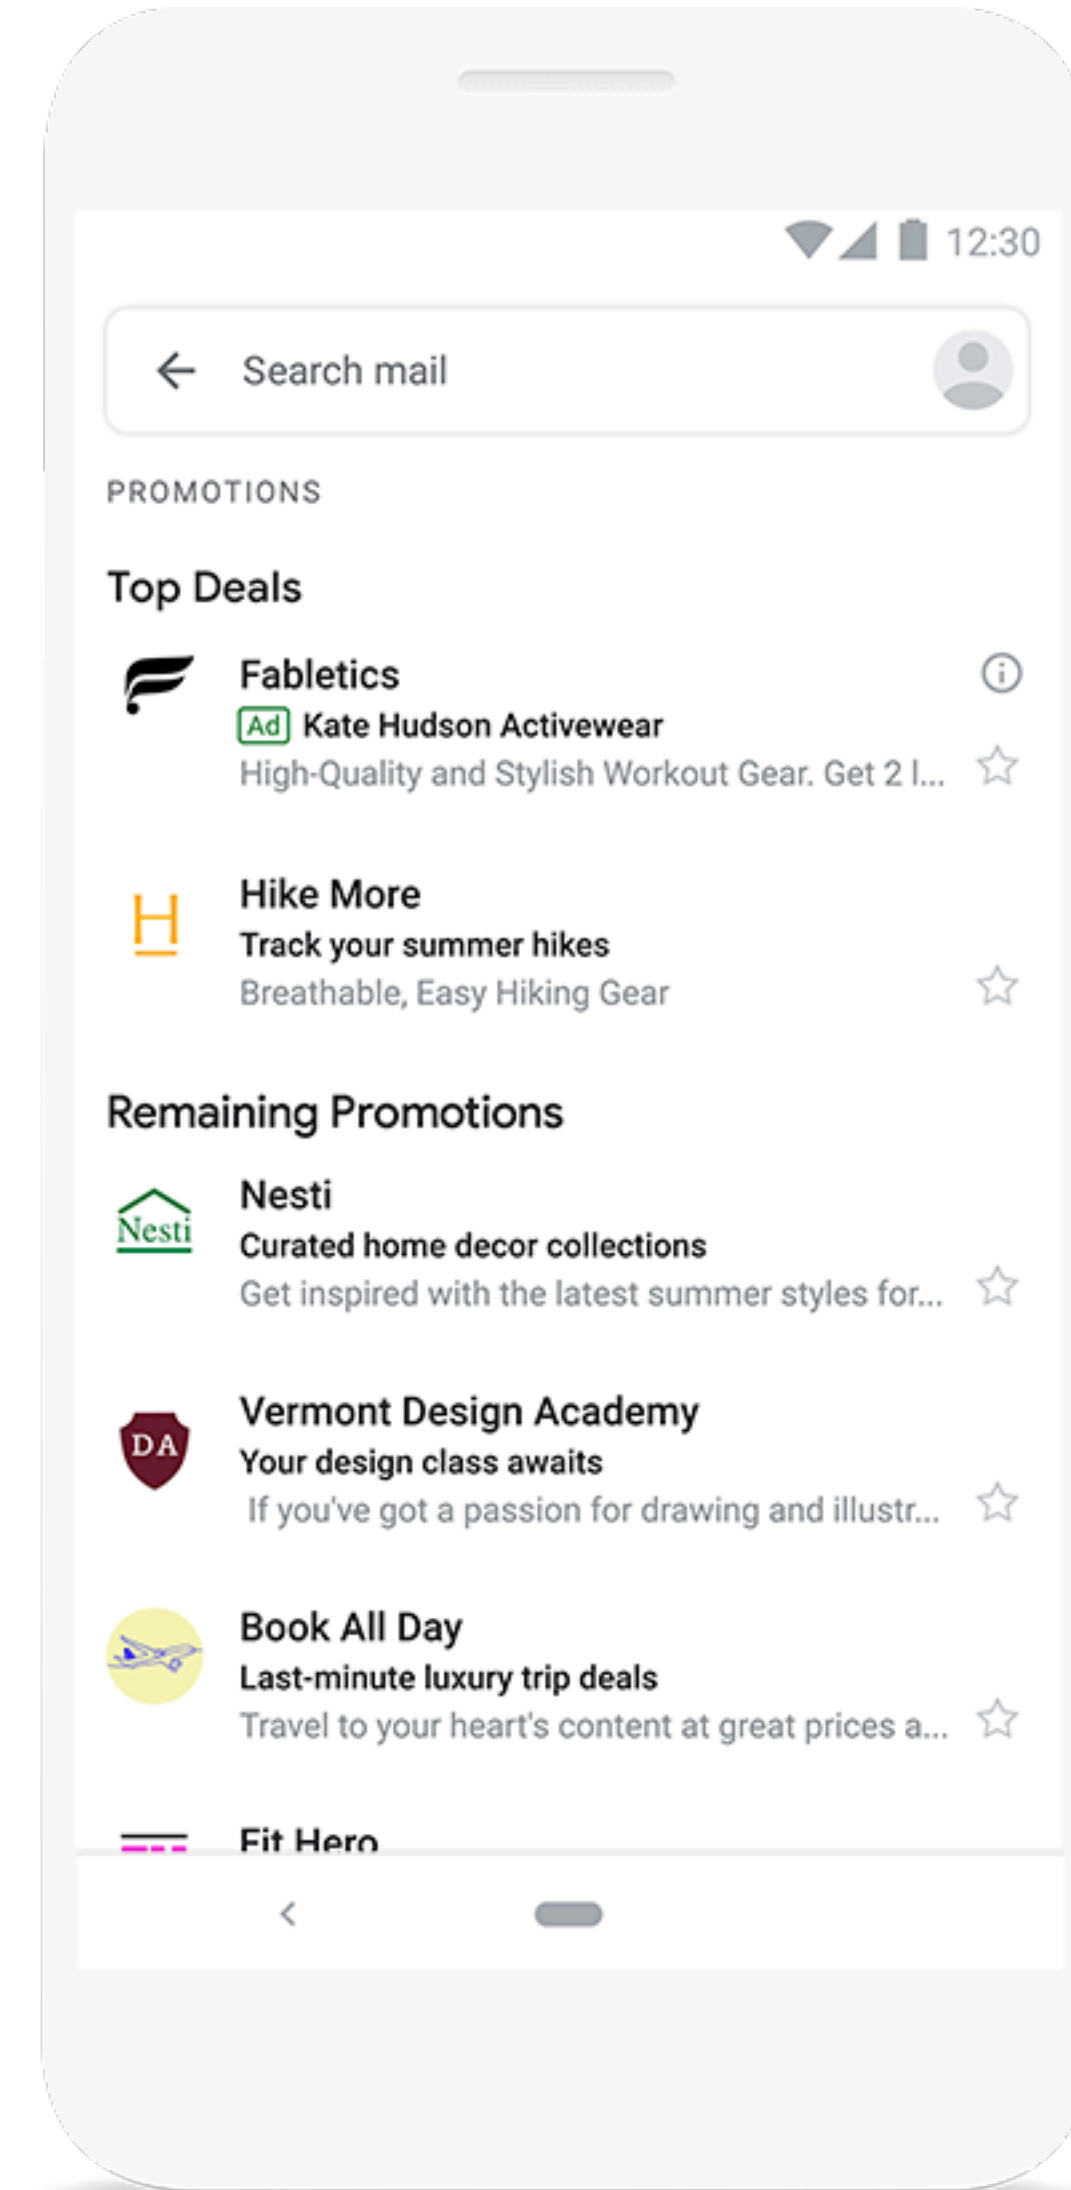 12:30
Search mail
PROMOTIONS
Top Deals
Fabletics
Ad Kate Hudson Activewear
High-Quality and Stylish Workout Gear. Get 2 l...
H
Hike More
Track your summer hikes
Breathable, Easy Hiking Gear
Remaining Promotions
Nesti
Nesti
Curated home decor collections
Get inspired with the latest summer styles for...
DA
Vermont Design Academy
Your design class awaits
If you've got a passion for drawing and illustr...
Book All Day
Last-minute luxury trip deals
Travel to your heart's content at great prices a...
Fit Hero